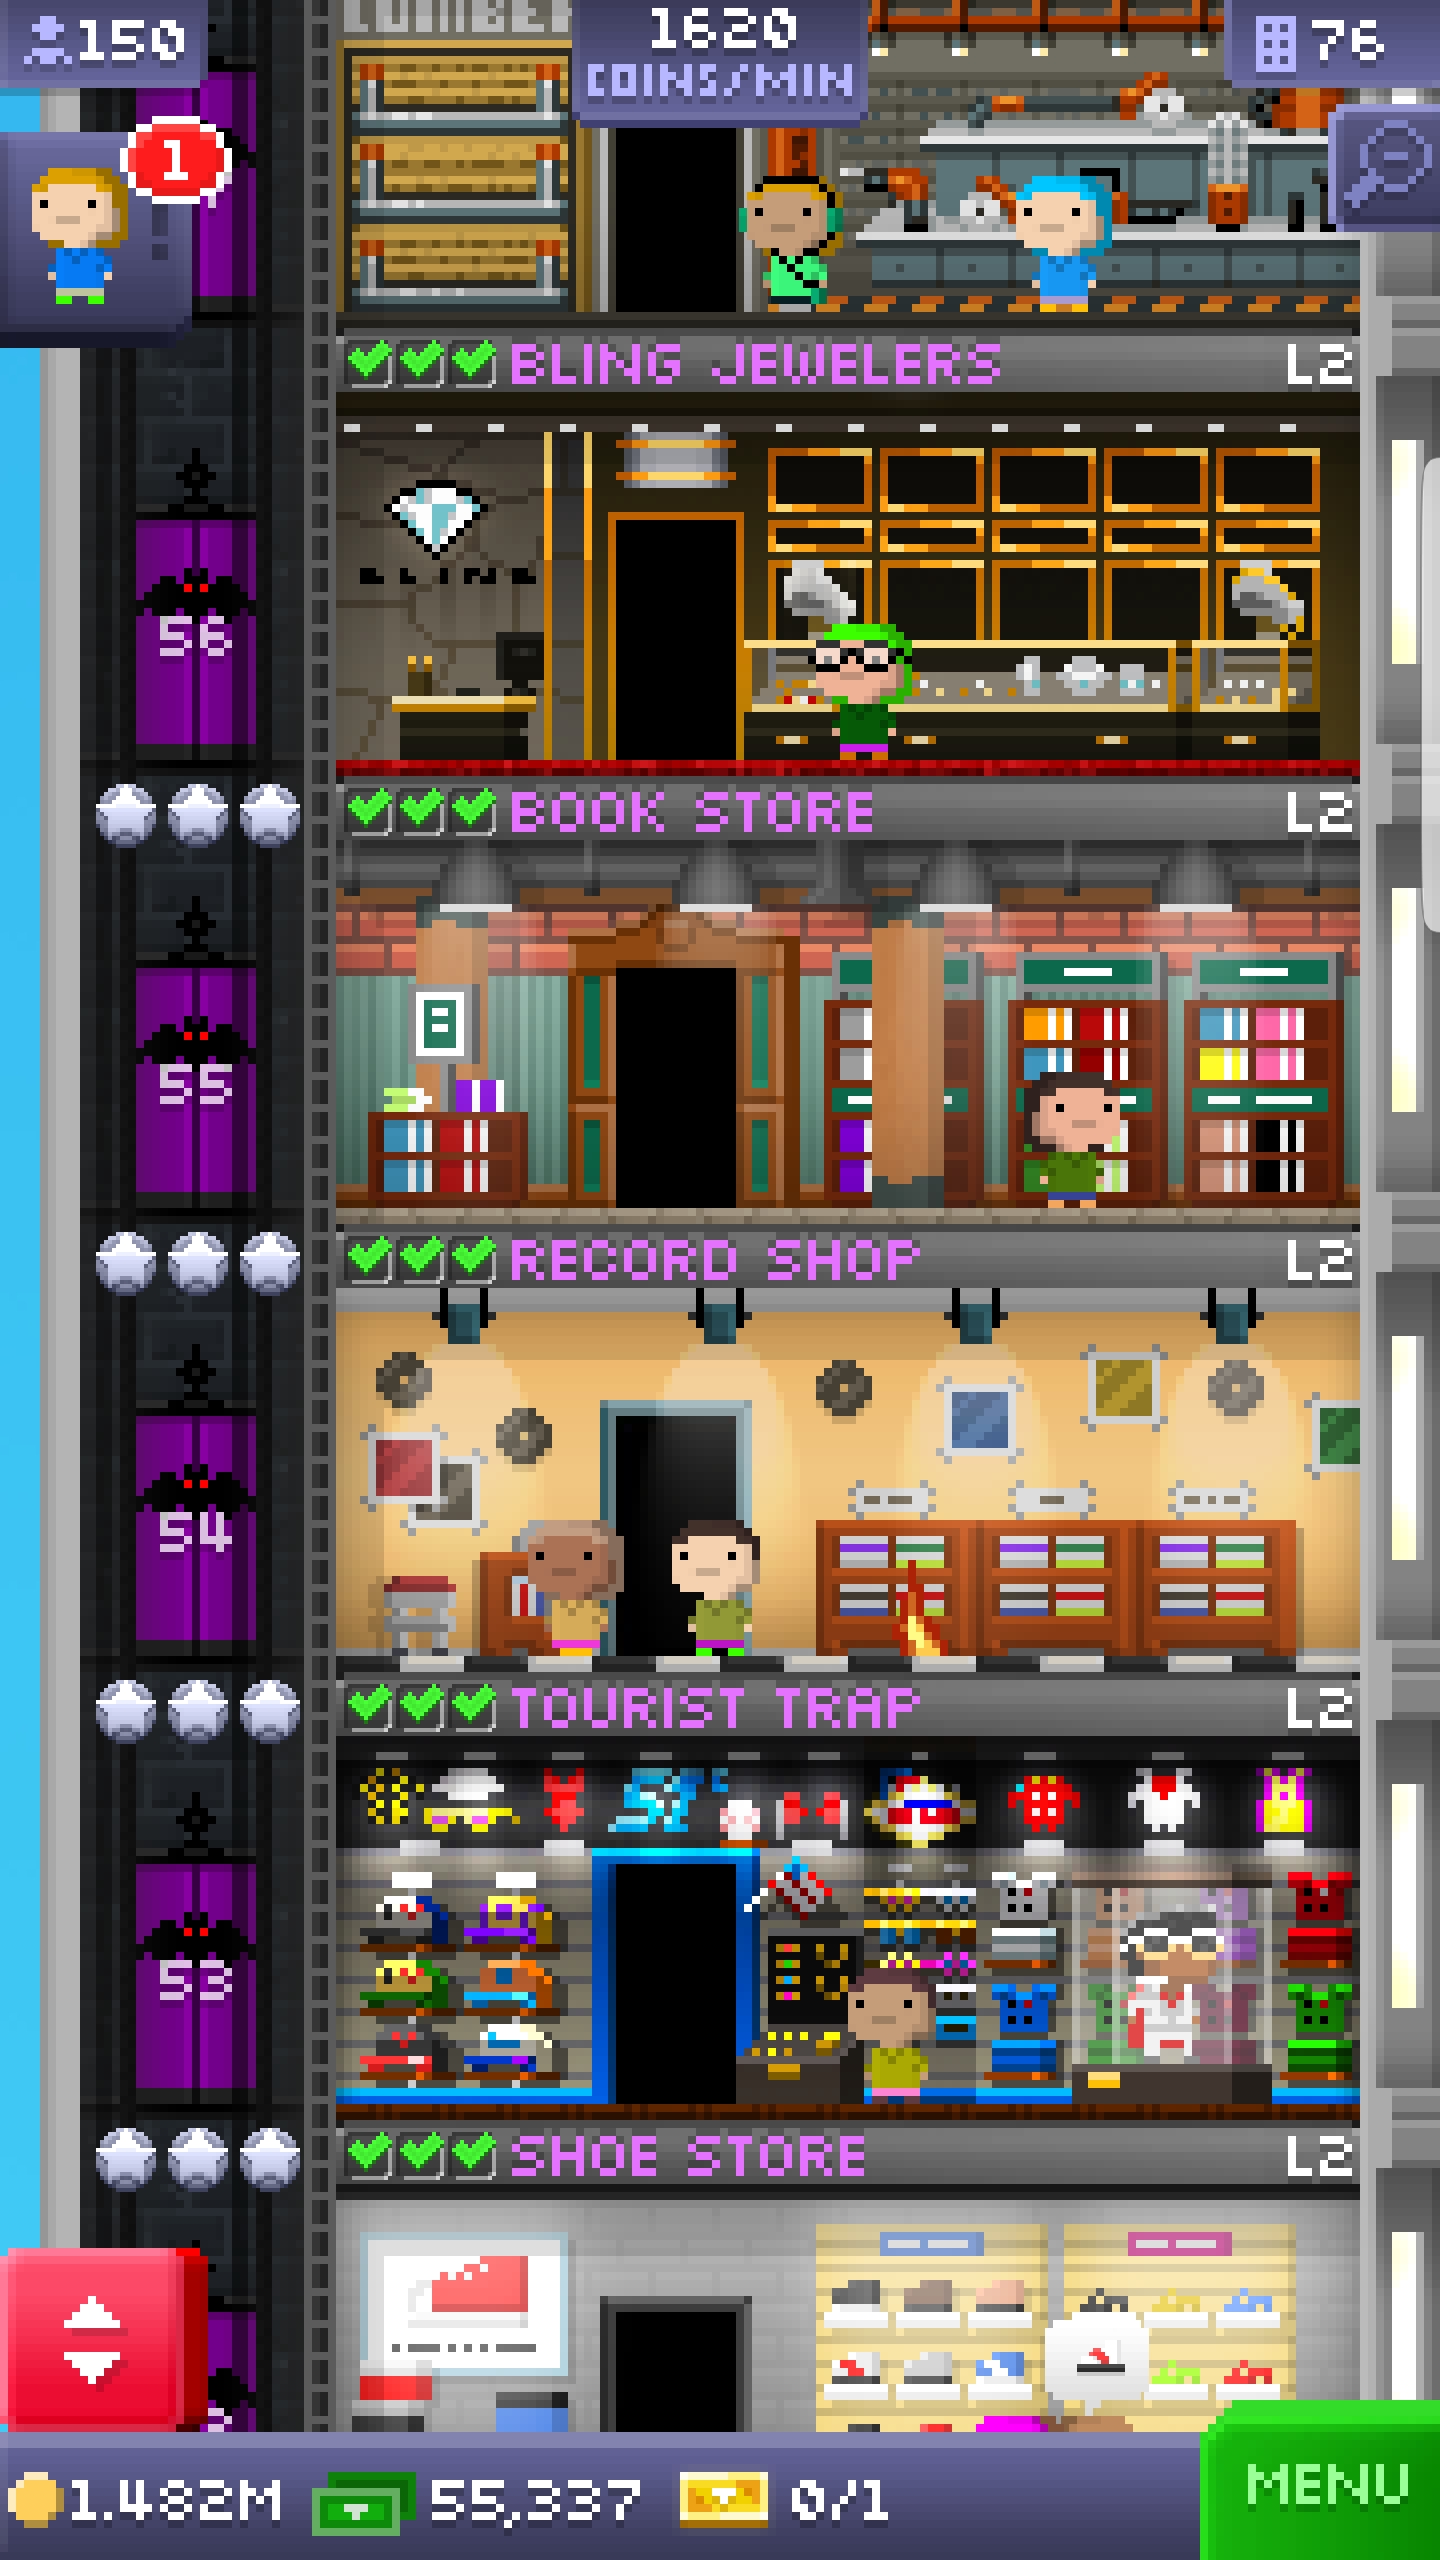 150
1620
COINS/MIN
76
1
BLING JEWELERS L2
BLING
56
BOOK STORE L2
55
RECORD SHOP L2
54
TOURIST TRAP L2
53
SHOE STORE L2
1.482M 55,337 0/1
MENU